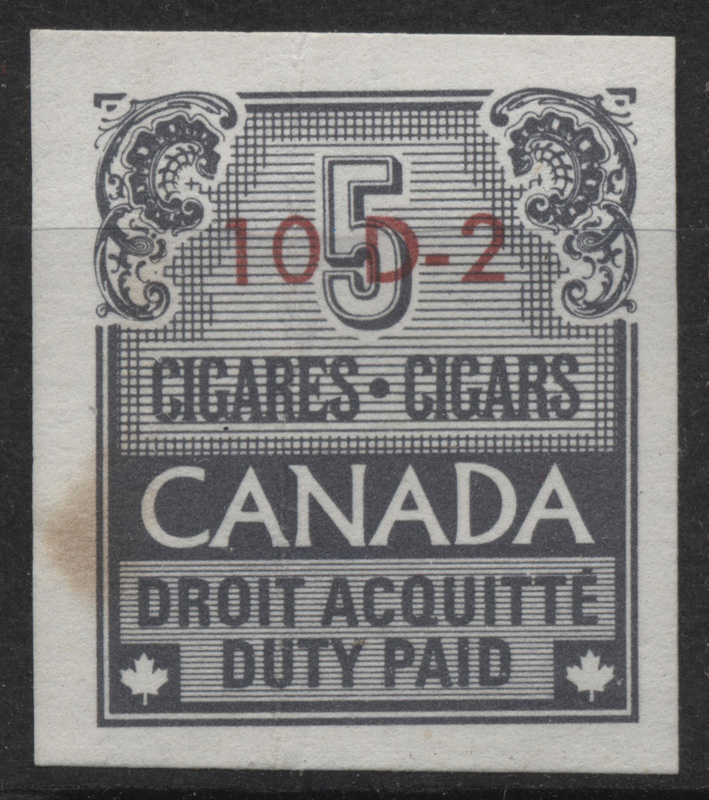 5
10 D-2
CIGARES • CIGARS
CANADA
DROIT ACQUITTÉ
DUTY PAID